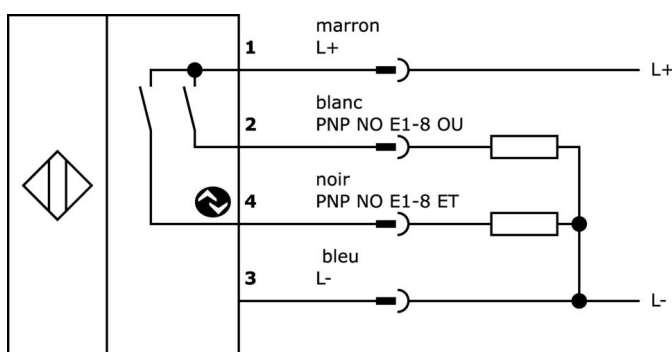 marron
1 L+ L+
blanc
2 PNP NO E1-8 OU
noir
4 PNP NO E1-8 ET
bleu
3 L- L-